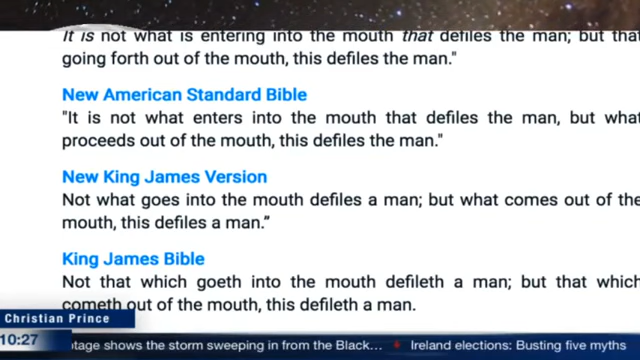 It is not what is entering into the mouth that defiles the man; but that
going forth out of the mouth, this defiles the man."
New American Standard Bible
"It is not what enters into the mouth that defiles the man, but what
proceeds out of the mouth, this defiles the man."
New King James Version
Not what goes into the mouth defiles a man; but what comes out of the
mouth, this defiles a man.”
King James Bible
Not that which goeth into the mouth defileth a man; but that which
cometh out of the mouth, this defileth a man.
Christian Prince
10:27
otage shows the storm sweeping in from the Black... Ireland elections: Busting five myths